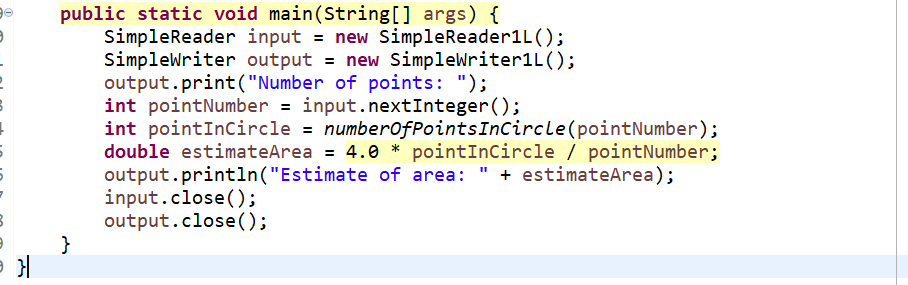 public static void main(String[] args) {
SimpleReader input = new SimpleReader1L();
SimpleWriter output = new SimpleWriter1L();
output.print("Number of points: ");
int pointNumber = input.nextInteger();
int pointInCircle = numberOfPointsInCircle(pointNumber);
double estimateArea = 4.0 * pointInCircle / pointNumber;
output.println("Estimate of area: " + estimateArea);
input.close();
output.close();
}
}